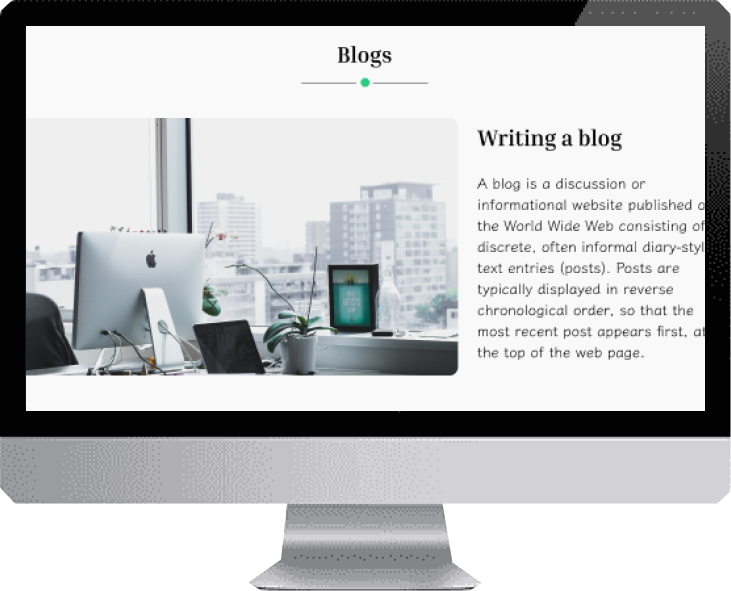 Blogs
Writing a blog
A blog is a discussion or
informational website published o
the World Wide Web consisting of
discrete, often informal diary-styl
text entries (posts). Posts are
typically displayed in reverse
chronological order, so that the
most recent post appears first, at
the top of the web page.